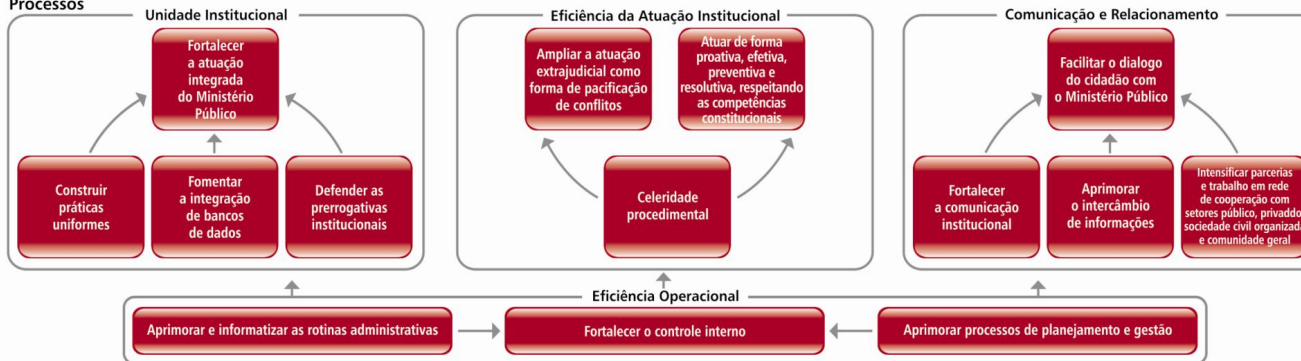 Processos
Unidade Institucional
Fortalecer
a atuação
integrada
do Ministério
Público
Construir
práticas
uniformes
Fomentar
a integração
de bancos
de dados
Defender as
prerrogativas
institucionais
Eficiência da Atuação Institucional
Ampliar a atuação
extrajudicial como
forma de pacificação
de conflitos
Atuar de forma
proativa, efetiva,
preventiva e
resolutiva, respeitando
as competências
constitucionais
Celeridade
procedimental
Comunicação e Relacionamento
Facilitar o dialogo
do cidadão com
o Ministério Público
Fortalecer
a comunicação
institucional
Aprimorar
o intercâmbio
de informações
Intensificar parcerias
e trabalho em rede
de cooperação com
setores público, privaddo,
sociedade civil organizada
e comunidade geral
Eficiência Operacional
Aprimorar e informatizar as rotinas administrativas
Fortalecer o controle interno
Aprimorar processos de planejamento e gestão